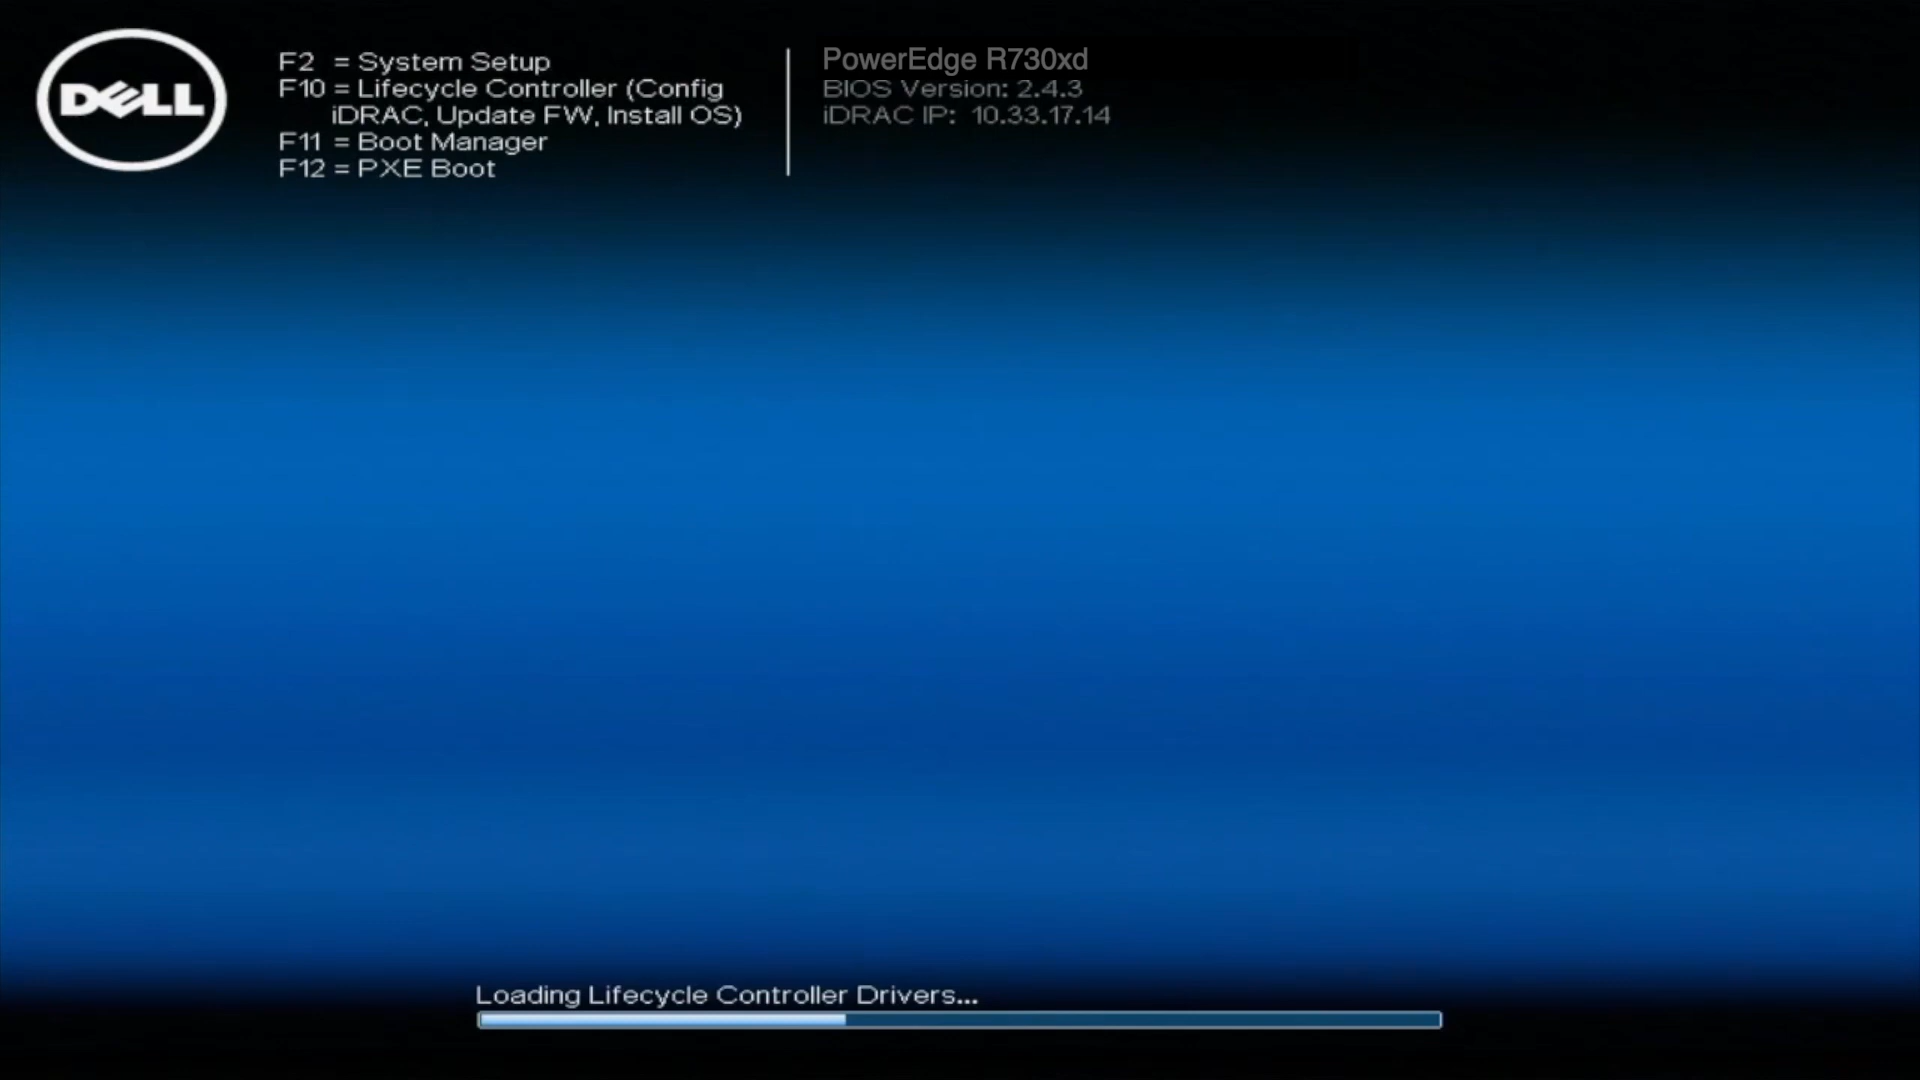 DELL
F2 = System Setup
F10 = Lifecycle Controller (Config
iDRAC, Update FW, Install OS)
F11 = Boot Manager
F12 = PXE Boot
PowerEdge R730xd
BIOS Version: 2.4.3
iDRAC IP: 10.33.17.14
Loading Lifecycle Controller Drivers...